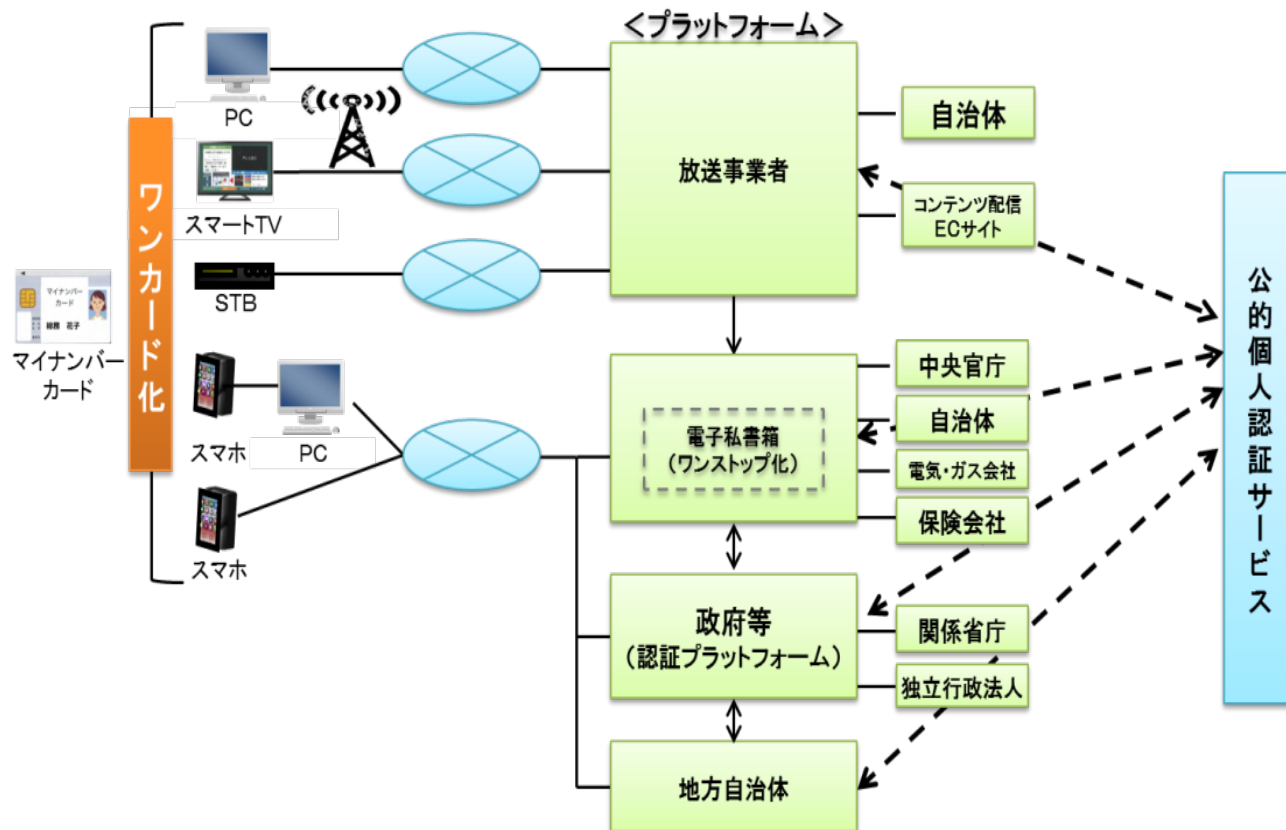 <プラットフォーム>
PC
スマートTV
STB
スマホ
PC
スマホ
ワンカード化
マイナンバー
カード
総務 花子
マイナンバー
カード
放送事業者
自治体
コンテンツ配信
ECサイト
電子私書箱
(ワンストップ化)
中央官庁
自治体
電気・ガス会社
保険会社
政府等
(認証プラットフォーム)
関係省庁
独立行政法人
地方自治体
公的個人認証サービス